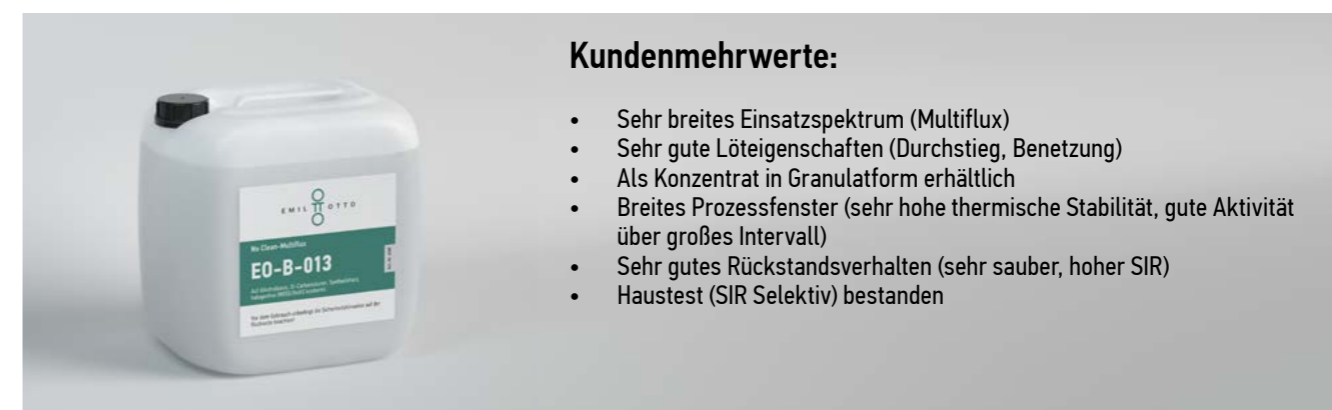 Kundenmehrwerte:
• Sehr breites Einsatzspektrum (Multiflux)
• Sehr gute Löteigenschaften (Durchstieg, Benetzung)
• Als Konzentrat in Granulatform erhältlich
• Breites Prozessfenster (sehr hohe thermische Stabilität, gute Aktivität
über großes Intervall)
• Sehr gutes Rückstandsverhalten (sehr sauber, hoher SIR)
• Haustest (SIR Selektiv) bestanden
EMIL OTTO
No Clean-Multiflux
EO-B-013